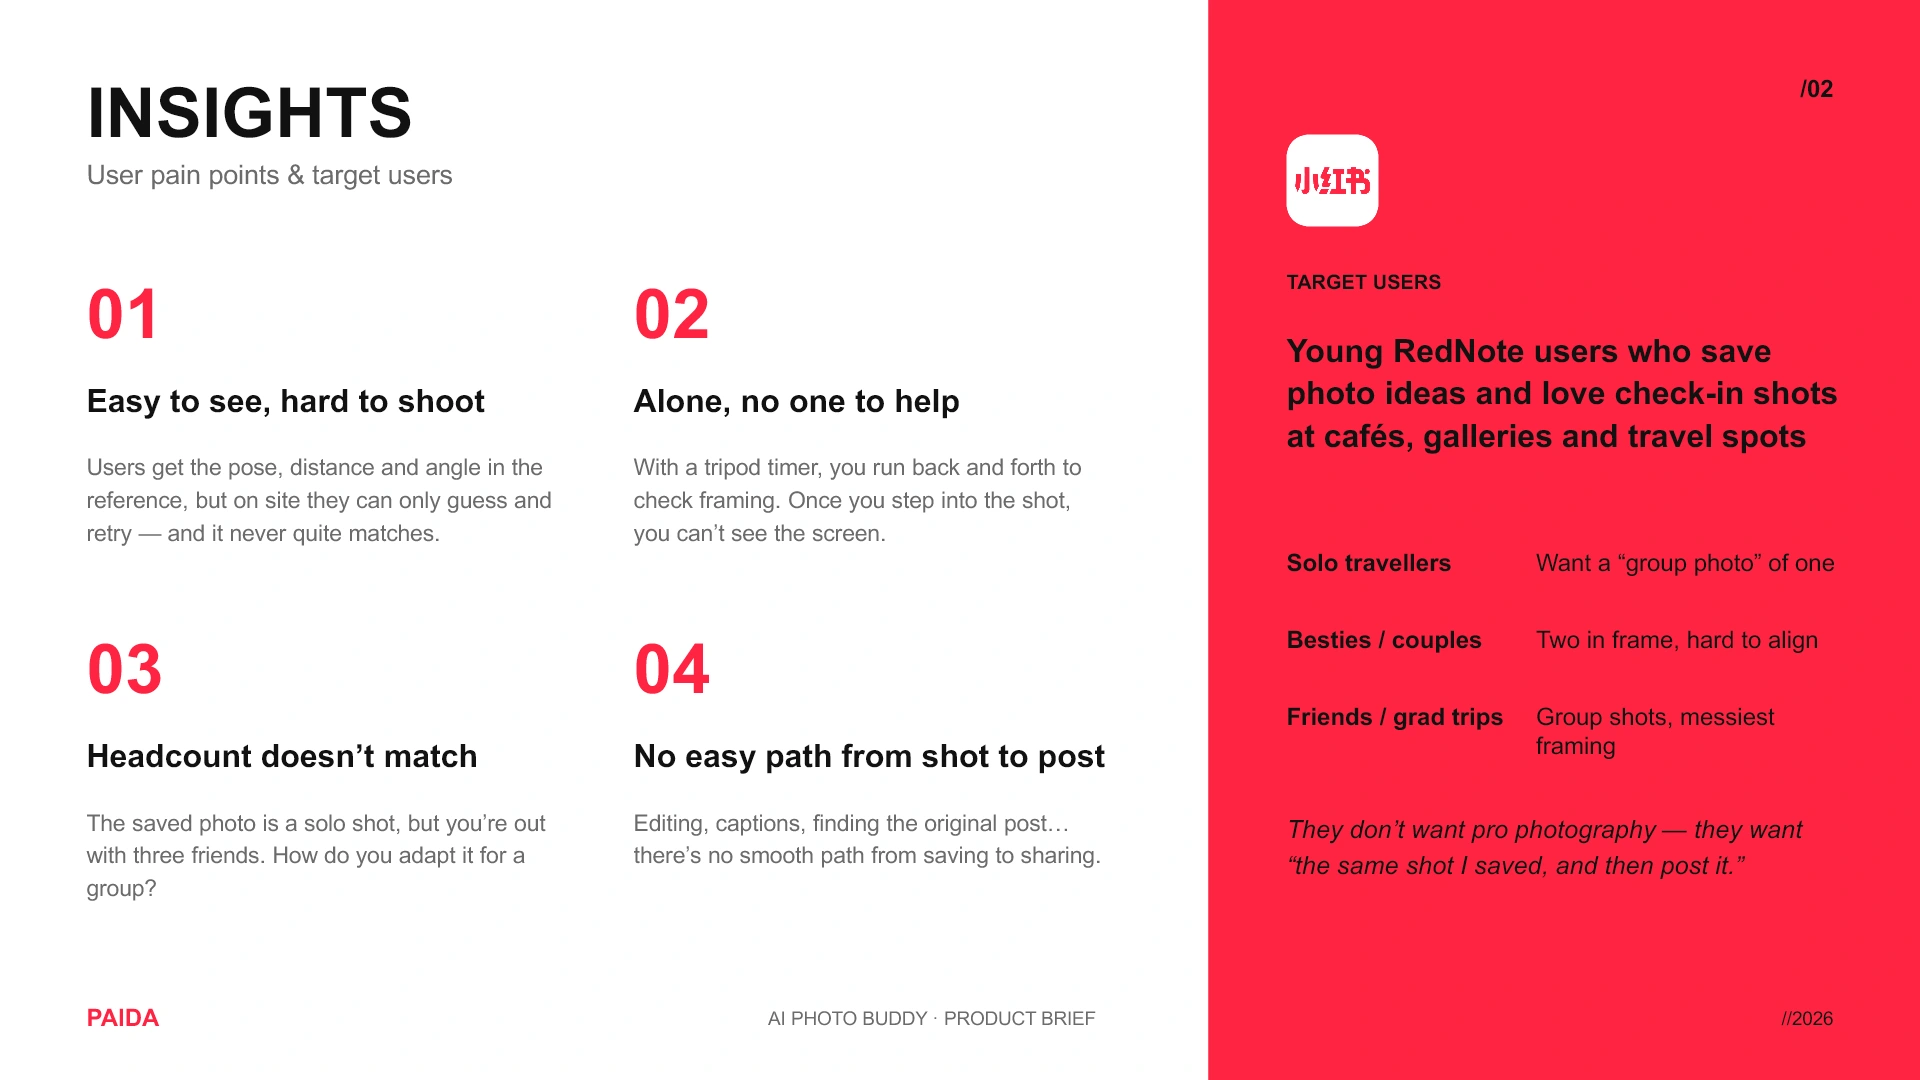 INSIGHTS
User pain points & target users
01
Easy to see, hard to shoot
Users get the pose, distance and angle in the
reference, but on site they can only guess and
retry — and it never quite matches.
02
Alone, no one to help
With a tripod timer, you run back and forth to
check framing. Once you step into the shot,
you can’t see the screen.
03
Headcount doesn’t match
The saved photo is a solo shot, but you’re out
with three friends. How do you adapt it for a
group?
04
No easy path from shot to post
Editing, captions, finding the original post…
there’s no smooth path from saving to sharing.
PAIDA
AI PHOTO BUDDY · PRODUCT BRIEF
/02
小红书
TARGET USERS
Young RedNote users who save
photo ideas and love check-in shots
at cafés, galleries and travel spots
Solo travellers
Want a “group photo” of one
Besties / couples
Two in frame, hard to align
Friends / grad trips
Group shots, messiest
framing
They don’t want pro photography — they want
“the same shot I saved, and then post it.”
//2026